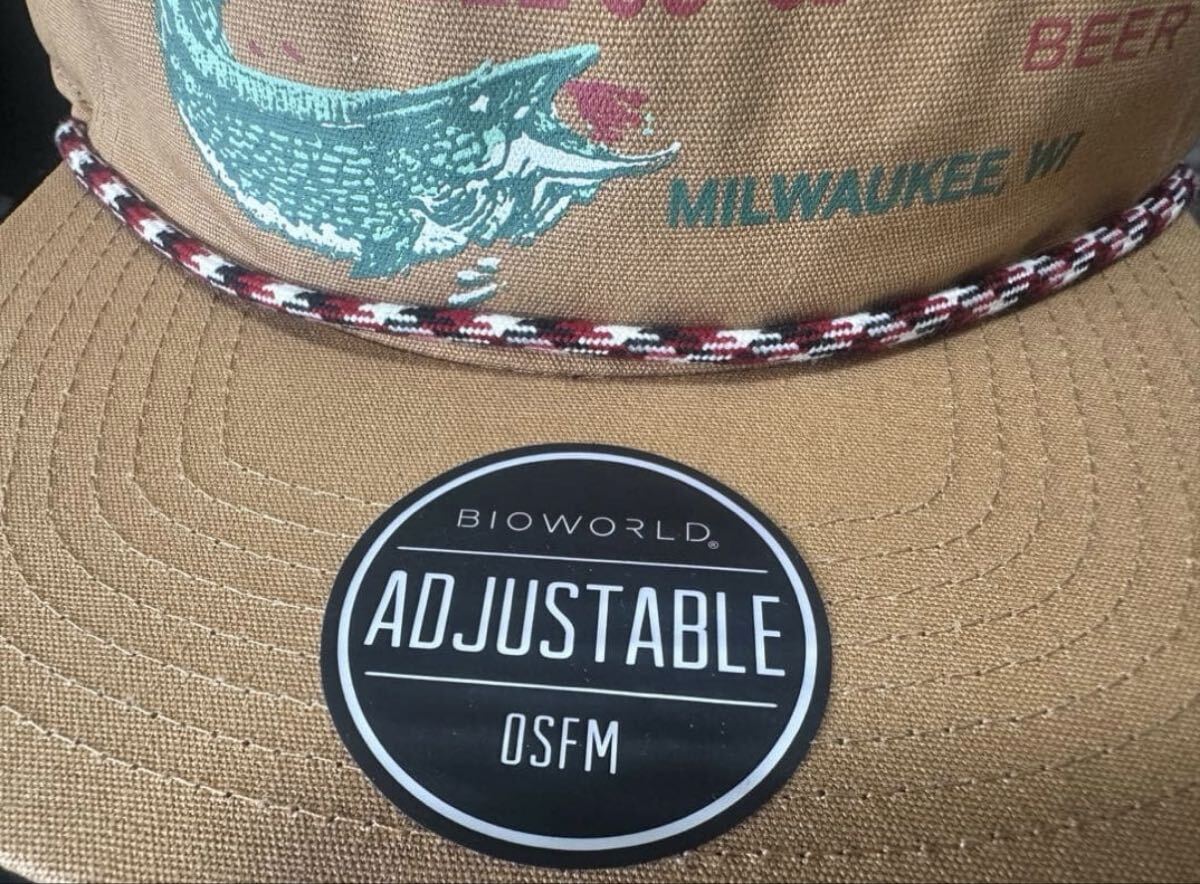 BEER
MILWAUKEE WI
BIOWORLD®
ADJUSTABLE
OSFM